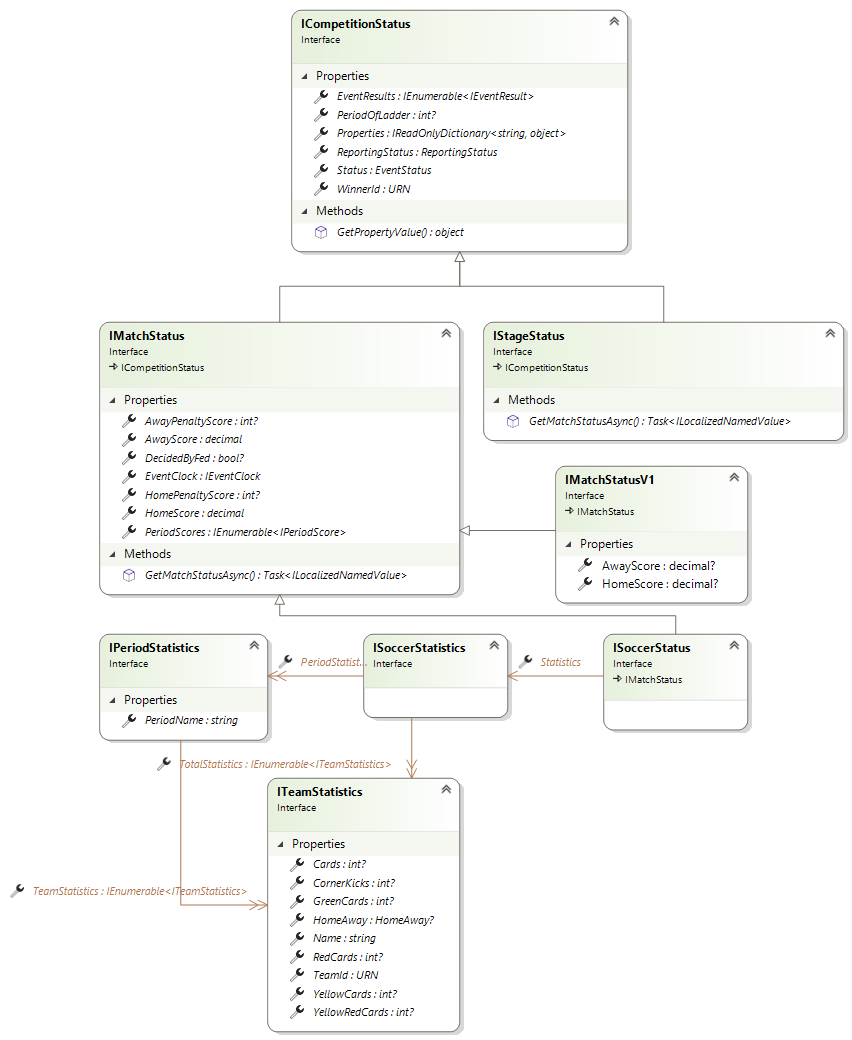 ICompetitionStatus
Interface
Properties
EventResults : IEnumerable<IEventResult>
PeriodOfLadder : int?
Properties : IReadOnlyDictionary<string, object>
ReportingStatus : ReportingStatus
Status : EventStatus
WinnerId : URN
Methods
GetPropertyValue() : object
IMatchStatus
Interface
ICompetitionStatus
Properties
AwayPenaltyScore : int?
AwayScore : decimal
DecidedByFed : bool?
EventClock : IEventClock
HomePenaltyScore : int?
HomeScore : decimal
PeriodScores : IEnumerable<IPeriodScore>
Methods
GetMatchStatusAsync() : Task<ILocalizedNamedValue>
IStageStatus
Interface
ICompetitionStatus
Methods
GetMatchStatusAsync() : Task<ILocalizedNamedValue>
IMatchStatusV1
Interface
IMatchStatus
Properties
AwayScore : decimal?
HomeScore : decimal?
IPeriodStatistics
Interface
Properties
PeriodName : string
PeriodStatist...
ISoccerStatistics
Interface
Statistics
ISoccerStatus
Interface
IMatchStatus
TotalStatistics : IEnumerable<ITeamStatistics>
TeamStatistics : IEnumerable<ITeamStatistics>
ITeamStatistics
Interface
Properties
Cards : int?
CornerKicks : int?
GreenCards : int?
HomeAway : HomeAway?
Name : string
RedCards : int?
TeamId : URN
YellowCards : int?
YellowRedCards : int?